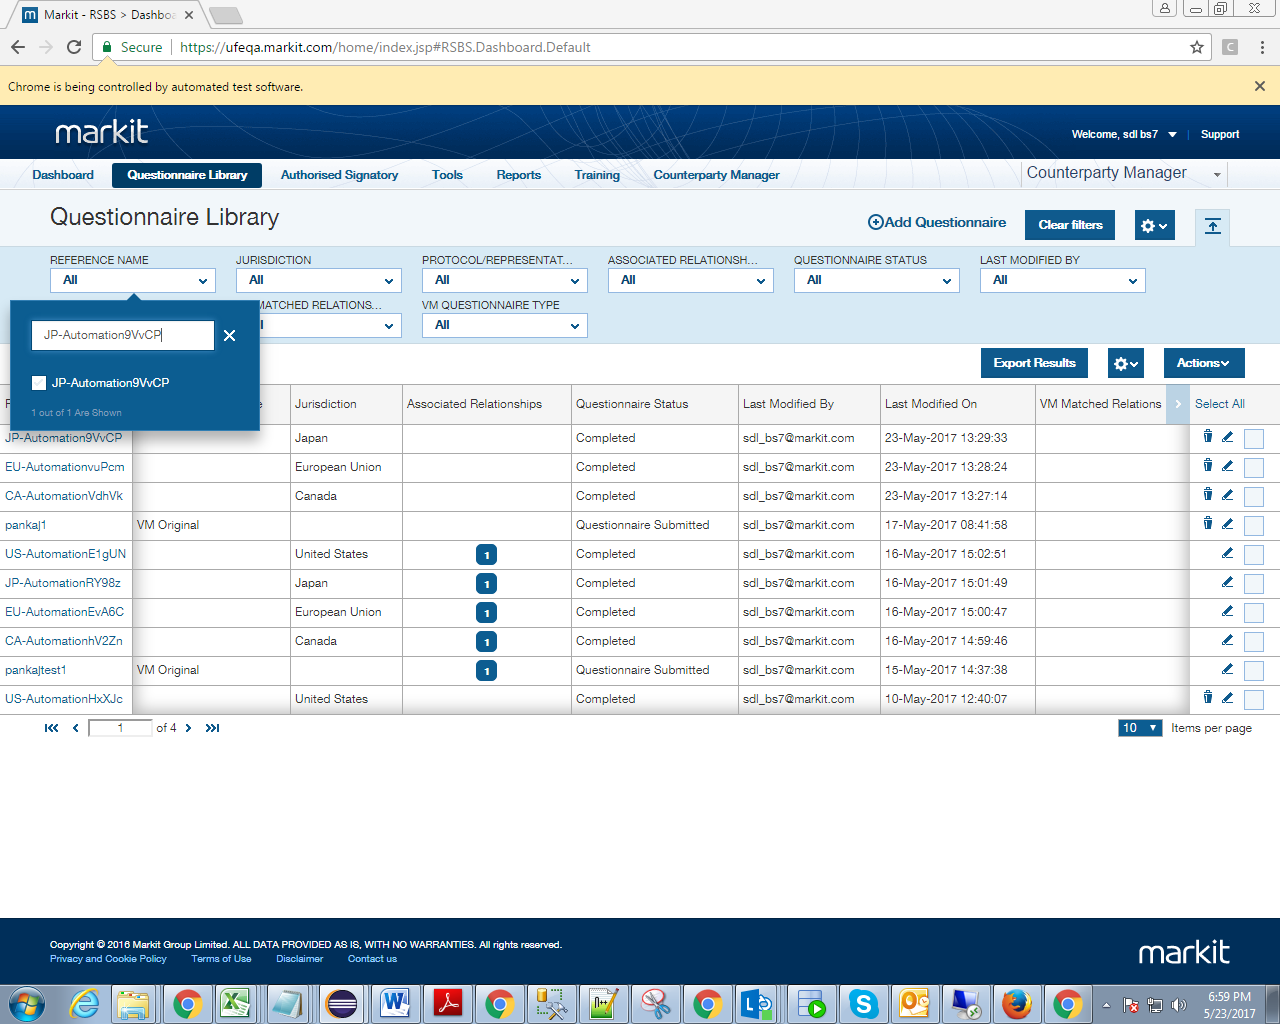 Markit - RSBS > Dashboa
Secure
https://ufeqa.markit.com/home/index.jsp#RSBS.Dashboard.Default
Chrome is being controlled by automated test software.
markit
Welcome, sdl bs7
Support
Dashboard
Questionnaire Library
Authorised Signatory
Tools
Reports
Training
Counterparty Manager
Counterparty Manager
Questionnaire Library
Add Questionnaire
Clear filters
REFERENCE NAME
JURISDICTION
PROTOCOL/REPRESENTAT...
ASSOCIATED RELATIONSH...
QUESTIONNAIRE STATUS
LAST MODIFIED BY
All
All
All
All
All
All
MATCHED RELATIONS...
VM QUESTIONNAIRE TYPE
All
JP-Automation9VvCP
JP-Automation9VvCP
1 out of 1 Are Shown
Export Results
Actions
Jurisdiction
Associated Relationships
Questionnaire Status
Last Modified By
Last Modified On
VM Matched Relations
Select All
JP-Automation9VvCP Japan Completed sdl_bs7@markit.com 23-May-2017 13:29:33
EU-AutomationvuPcm European Union Completed sdl_bs7@markit.com 23-May-2017 13:28:24
CA-AutomationVdhVk Canada Completed sdl_bs7@markit.com 23-May-2017 13:27:14
pankaj1 VM Original Questionnaire Submitted sdl_bs7@markit.com 17-May-2017 08:41:58
US-AutomationE1gUN United States 1 Completed sdl_bs7@markit.com 16-May-2017 15:02:51
JP-AutomationRY98z Japan 1 Completed sdl_bs7@markit.com 16-May-2017 15:01:49
EU-AutomationEvA6C European Union 1 Completed sdl_bs7@markit.com 16-May-2017 15:00:47
CA-AutomationhV2Zn Canada 1 Completed sdl_bs7@markit.com 16-May-2017 14:59:46
pankajtest1 VM Original 1 Questionnaire Submitted sdl_bs7@markit.com 15-May-2017 14:37:38
US-AutomationHxXJc United States Completed sdl_bs7@markit.com 10-May-2017 12:40:07
1 of 4
10 Items per page
Copyright © 2016 Markit Group Limited. ALL DATA PROVIDED AS IS, WITH NO WARRANTIES. All rights reserved.
Privacy and Cookie Policy
Terms of Use
Disclaimer
Contact us
markit
6:59 PM
5/23/2017